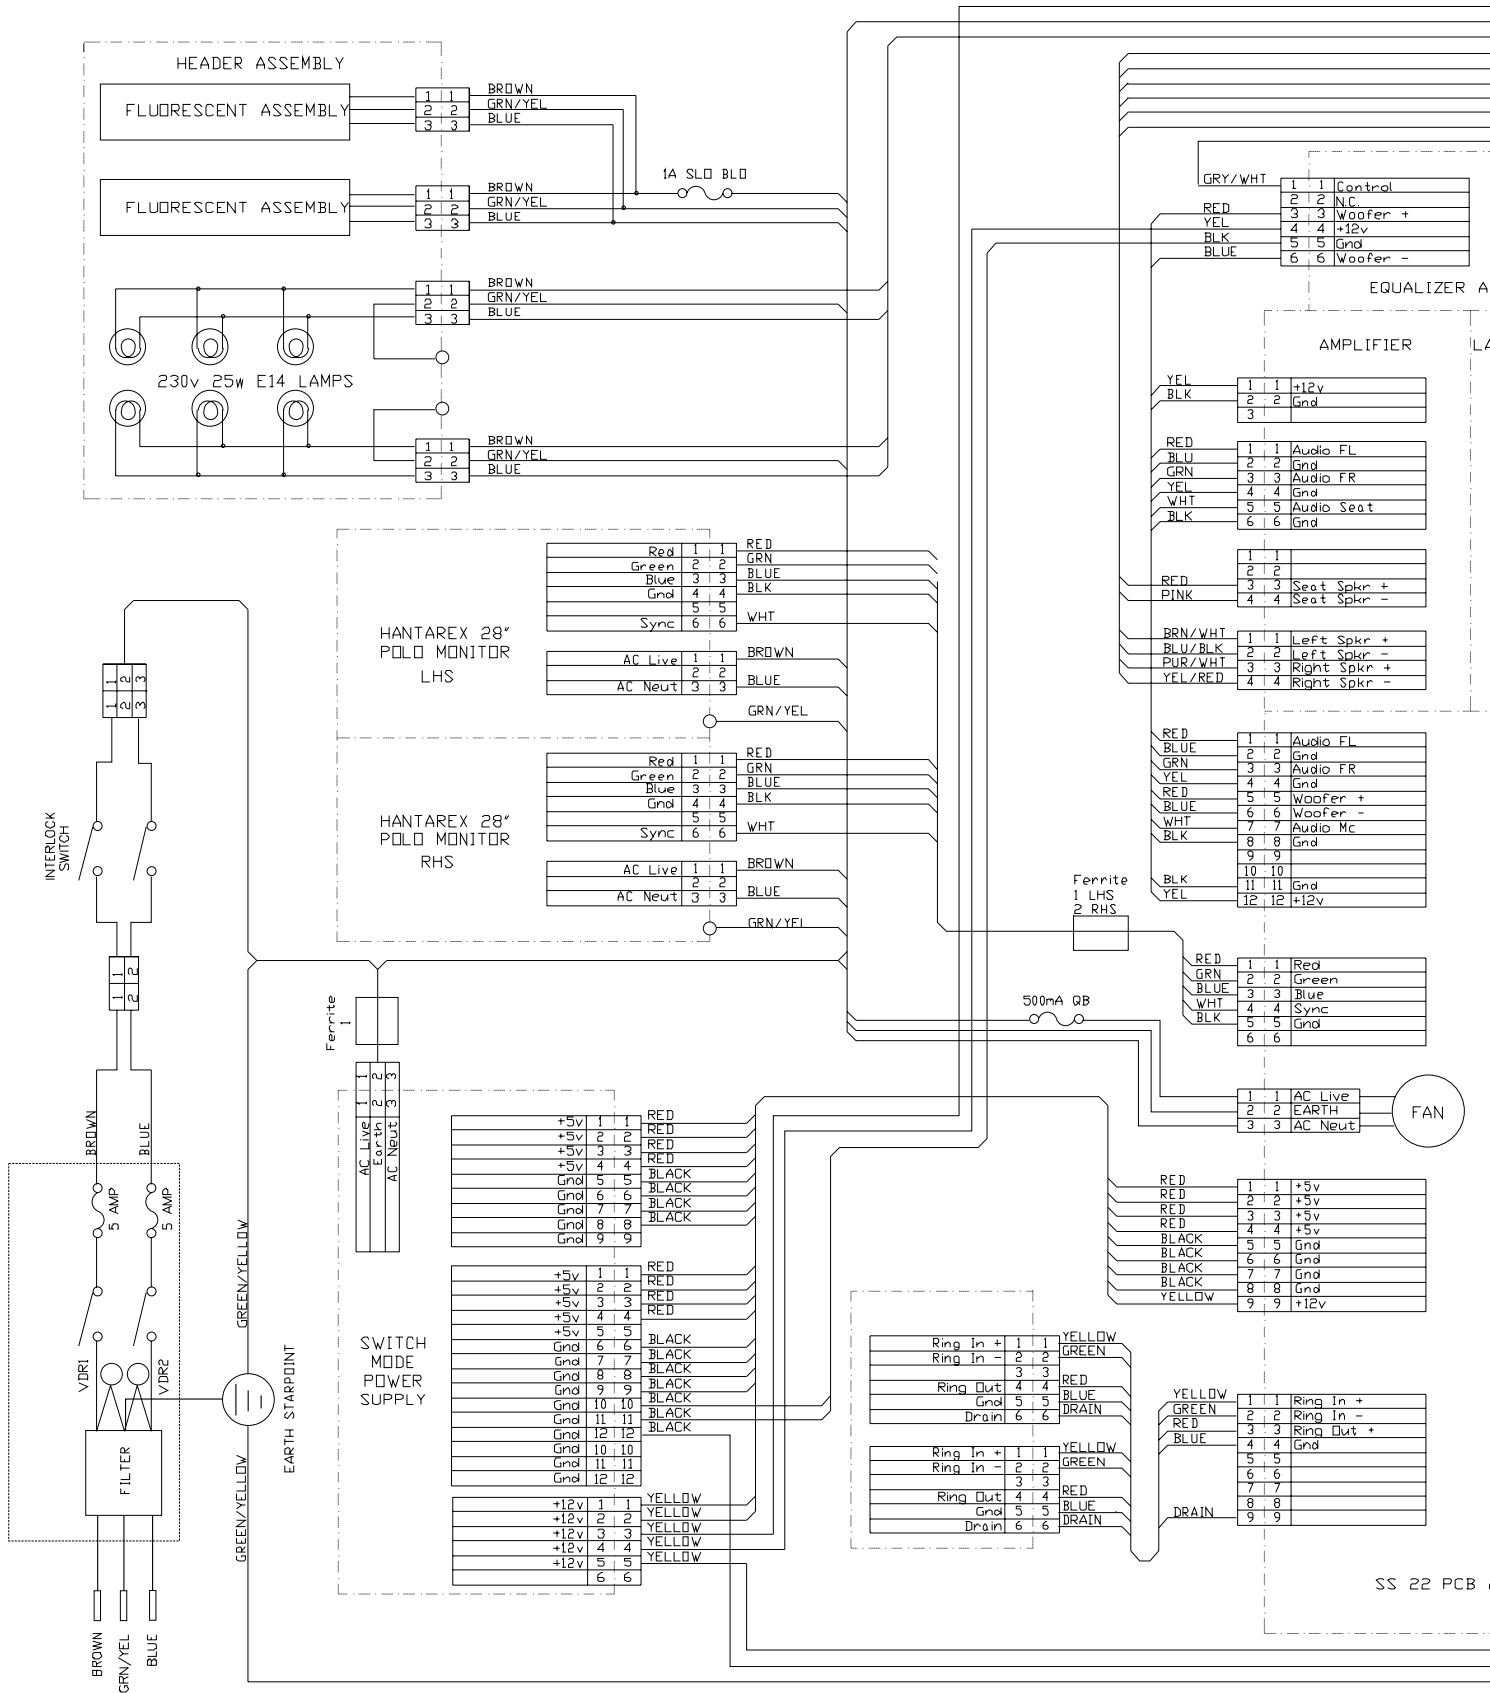 HEADER ASSEMBLY
FLUORESCENT ASSEMBLY
1 1 BROWN
2 2 GRN/YEL
3 3 BLUE
1A SLO BLO
FLUORESCENT ASSEMBLY
1 1 BROWN
2 2 GRN/YEL
3 3 BLUE
1 1 BROWN
2 2 GRN/YEL
3 3 BLUE
230v 25w E14 LAMPS
1 1 BROWN
2 2 GRN/YEL
3 3 BLUE
GRY/WHT 1 1 Control
2 2 N.C.
RED 3 3 Woofer +
YEL 4 4 +12v
BLK 5 5 Gnd
BLUE 6 6 Woofer -
EQUALIZER A
AMPLIFIER
LA
YEL 1 1 +12v
BLK 2 2 Gnd
3
RED 1 1 Audio FL
BLU 2 2 Gnd
GRN 3 3 Audio FR
YEL 4 4 Gnd
WHT 5 5 Audio Seat
BLK 6 6 Gnd
1 1
2 2
RED 3 3 Seat Spkr +
PINK 4 4 Seat Spkr -
BRN/WHT 1 1 Left Spkr +
BLU/BLK 2 2 Left Spkr -
PUR/WHT 3 3 Right Spkr +
YEL/RED 4 4 Right Spkr -
HANTAREX 28"
POLO MONITOR
LHS
Red 1 1 RED
Green 2 2 GRN
Blue 3 3 BLUE
Gnd 4 4 BLK
5 5
Sync 6 6 WHT
AC Live 1 1 BROWN
2 2
AC Neut 3 3 BLUE
GRN/YEL
HANTAREX 28"
POLO MONITOR
RHS
Red 1 1 RED
Green 2 2 GRN
Blue 3 3 BLUE
Gnd 4 4 BLK
5 5
Sync 6 6 WHT
AC Live 1 1 BROWN
2 2
AC Neut 3 3 BLUE
GRN/YEL
RED 1 1 Audio FL
BLUE 2 2 Gnd
GRN 3 3 Audio FR
YEL 4 4 Gnd
RED 5 5 Woofer +
BLUE 6 6 Woofer -
WHT 7 7 Audio Mc
BLK 8 8 Gnd
9 9
10 10
BLK 11 11 Gnd
YEL 12 12 +12v
Ferrite
1 LHS
2 RHS
RED 1 1 Red
GRN 2 2 Green
BLUE 3 3 Blue
WHT 4 4 Sync
BLK 5 5 Gnd
6 6
500mA QB
1 1 AC Live
2 2 EARTH
3 3 AC Neut
FAN
1 2 3
1 2 3
INTERLOCK
SWITCH
1 2
1 2
Ferrite
1
1 2 3
1 2 3
AC Live
Earth
AC Neut
BROWN
BLUE
5 AMP
5 AMP
VDR1
VDR2
FILTER
BROWN
GRN/YEL
BLUE
GREEN/YELLOW
EARTH STARPOINT
GREEN/YELLOW
SWITCH
MODE
POWER
SUPPLY
+5v 1 1 RED
+5v 2 2 RED
+5v 3 3 RED
+5v 4 4 RED
Gnd 5 5 BLACK
Gnd 6 6 BLACK
Gnd 7 7 BLACK
Gnd 8 8 BLACK
Gnd 9 9
+5v 1 1 RED
+5v 2 2 RED
+5v 3 3 RED
+5v 4 4 RED
+5v 5 5
Gnd 6 6 BLACK
Gnd 7 7 BLACK
Gnd 8 8 BLACK
Gnd 9 9 BLACK
Gnd 10 10 BLACK
Gnd 11 11 BLACK
Gnd 12 12 BLACK
Gnd 10 10
Gnd 11 11
Gnd 12 12
+12v 1 1 YELLOW
+12v 2 2 YELLOW
+12v 3 3 YELLOW
+12v 4 4 YELLOW
+12v 5 5 YELLOW
6 6
RED 1 1 +5v
RED 2 2 +5v
RED 3 3 +5v
RED 4 4 +5v
BLACK 5 5 Gnd
BLACK 6 6 Gnd
BLACK 7 7 Gnd
BLACK 8 8 Gnd
YELLOW 9 9 +12v
Ring In + 1 1 YELLOW
Ring In - 2 2 GREEN
3 3
Ring Out 4 4 RED
Gnd 5 5 BLUE
Drain 6 6 DRAIN
Ring In + 1 1 YELLOW
Ring In - 2 2 GREEN
3 3
Ring Out 4 4 RED
Gnd 5 5 BLUE
Drain 6 6 DRAIN
YELLOW 1 1 Ring In +
GREEN 2 2 Ring In -
RED 3 3 Ring Out +
BLUE 4 4 Gnd
5 5
6 6
7 7
8 8
DRAIN 9 9
SS 22 PCB